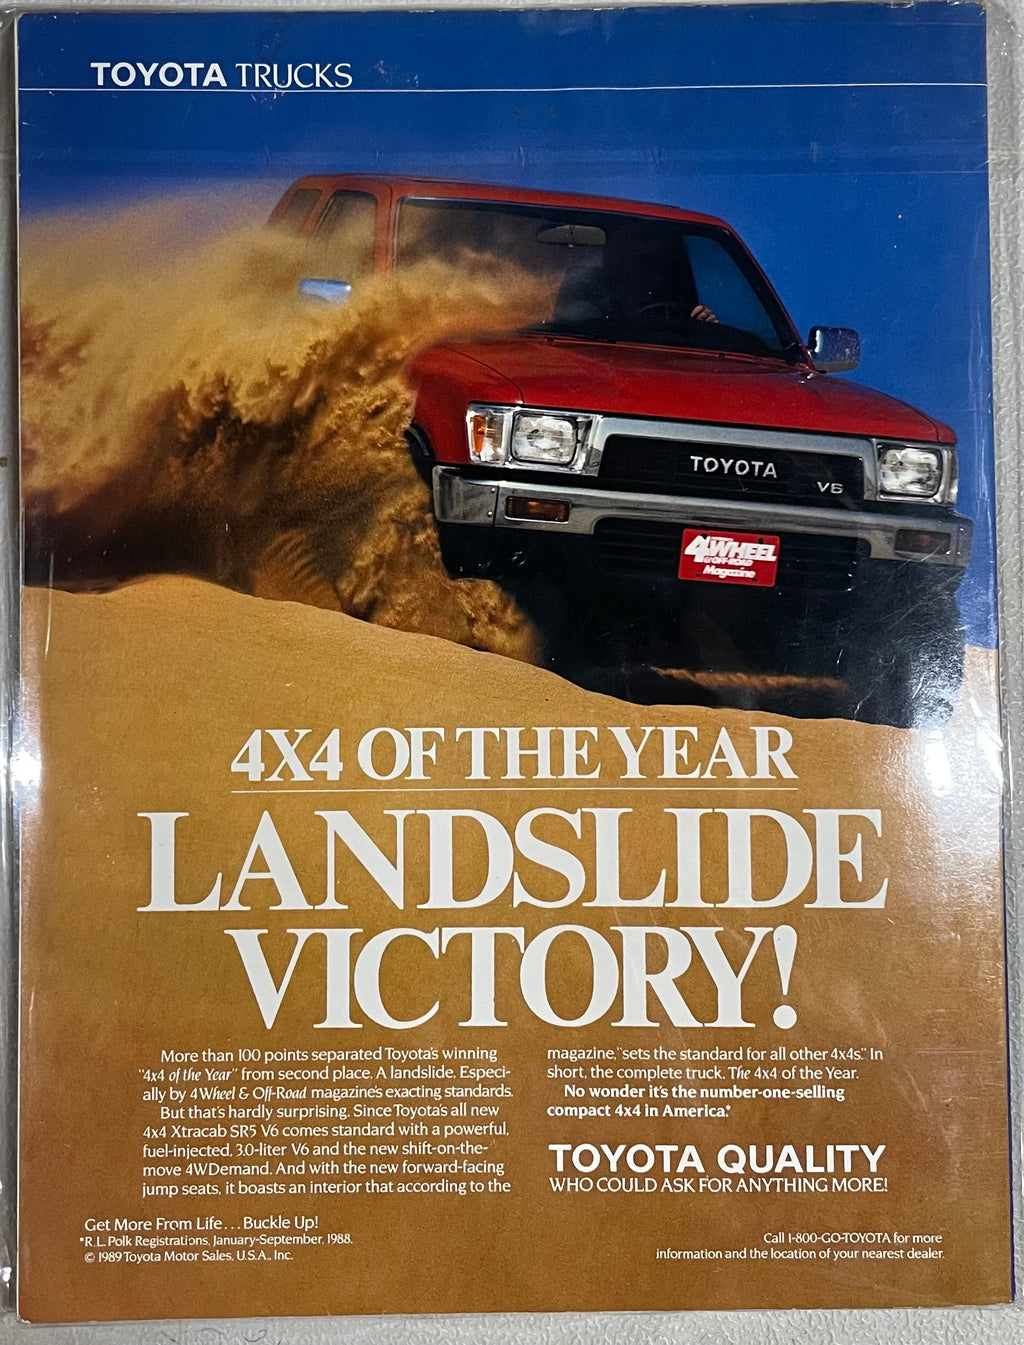 TOYOTA TRUCKS
TOYOTA
V6
4WHEEL
& OFF-ROAD
Magazine
4X4 OF THE YEAR
LANDSLIDE
VICTORY!
More than 100 points separated Toyota's winning
"4x4 of the Year" from second place. A landslide. Especi-
ally by 4Wheel & Off-Road magazine's exacting standards.
But that's hardly surprising. Since Toyota's all new
4x4 Xtracab SR5 V6 comes standard with a powerful,
fuel-injected, 3.0-liter V6 and the new shift-on-the-
move 4WDemand. And with the new forward-facing
jump seats, it boasts an interior that according to the
magazine, "sets the standard for all other 4x4s." In
short, the complete truck. The 4x4 of the Year.
No wonder it's the number-one-selling
compact 4x4 in America.*
TOYOTA QUALITY
WHO COULD ASK FOR ANYTHING MORE!
Get More From Life...Buckle Up!
*R.L. Polk Registrations, January-September, 1988.
© 1989 Toyota Motor Sales, U.S.A., Inc.
Call 1-800-GO-TOYOTA for more
information and the location of your nearest dealer.